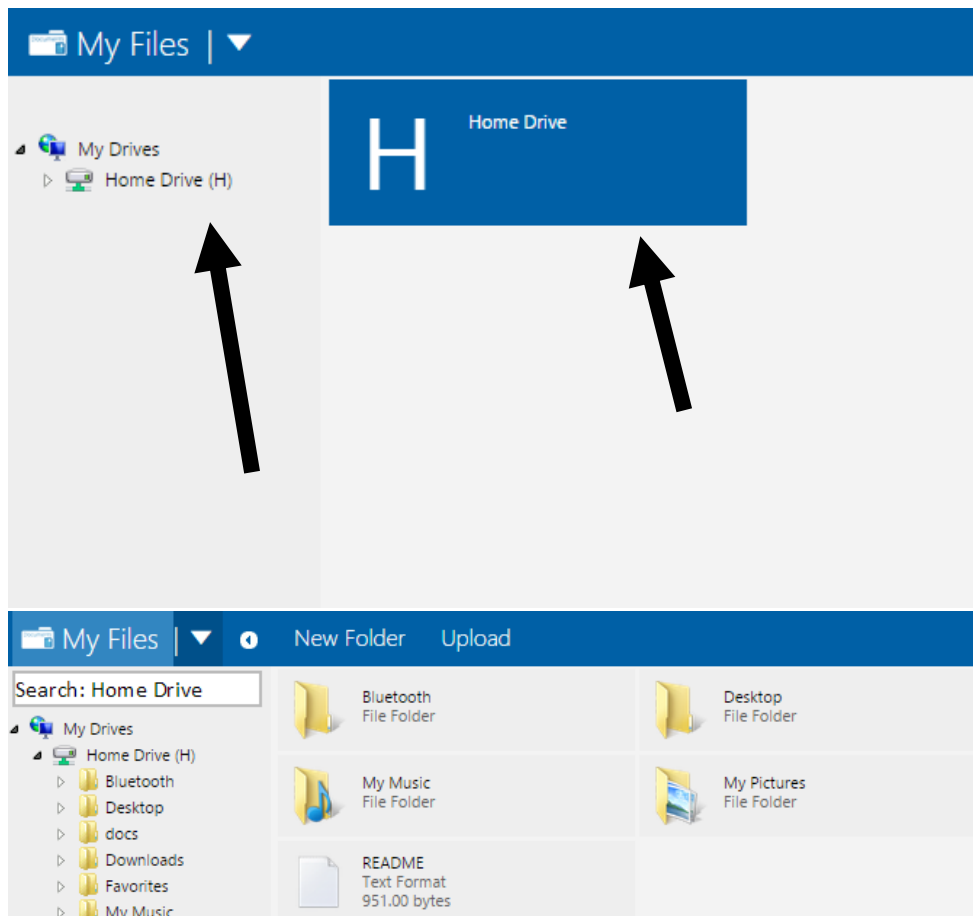 My Files |
My Drives
Home Drive (H)
H
Home Drive
My Files |
New Folder Upload
Search: Home Drive
My Drives
Home Drive (H)
Bluetooth
Desktop
docs
Downloads
Favorites
My Music
Bluetooth
File Folder
Desktop
File Folder
My Music
File Folder
My Pictures
File Folder
README
Text Format
951.00 bytes